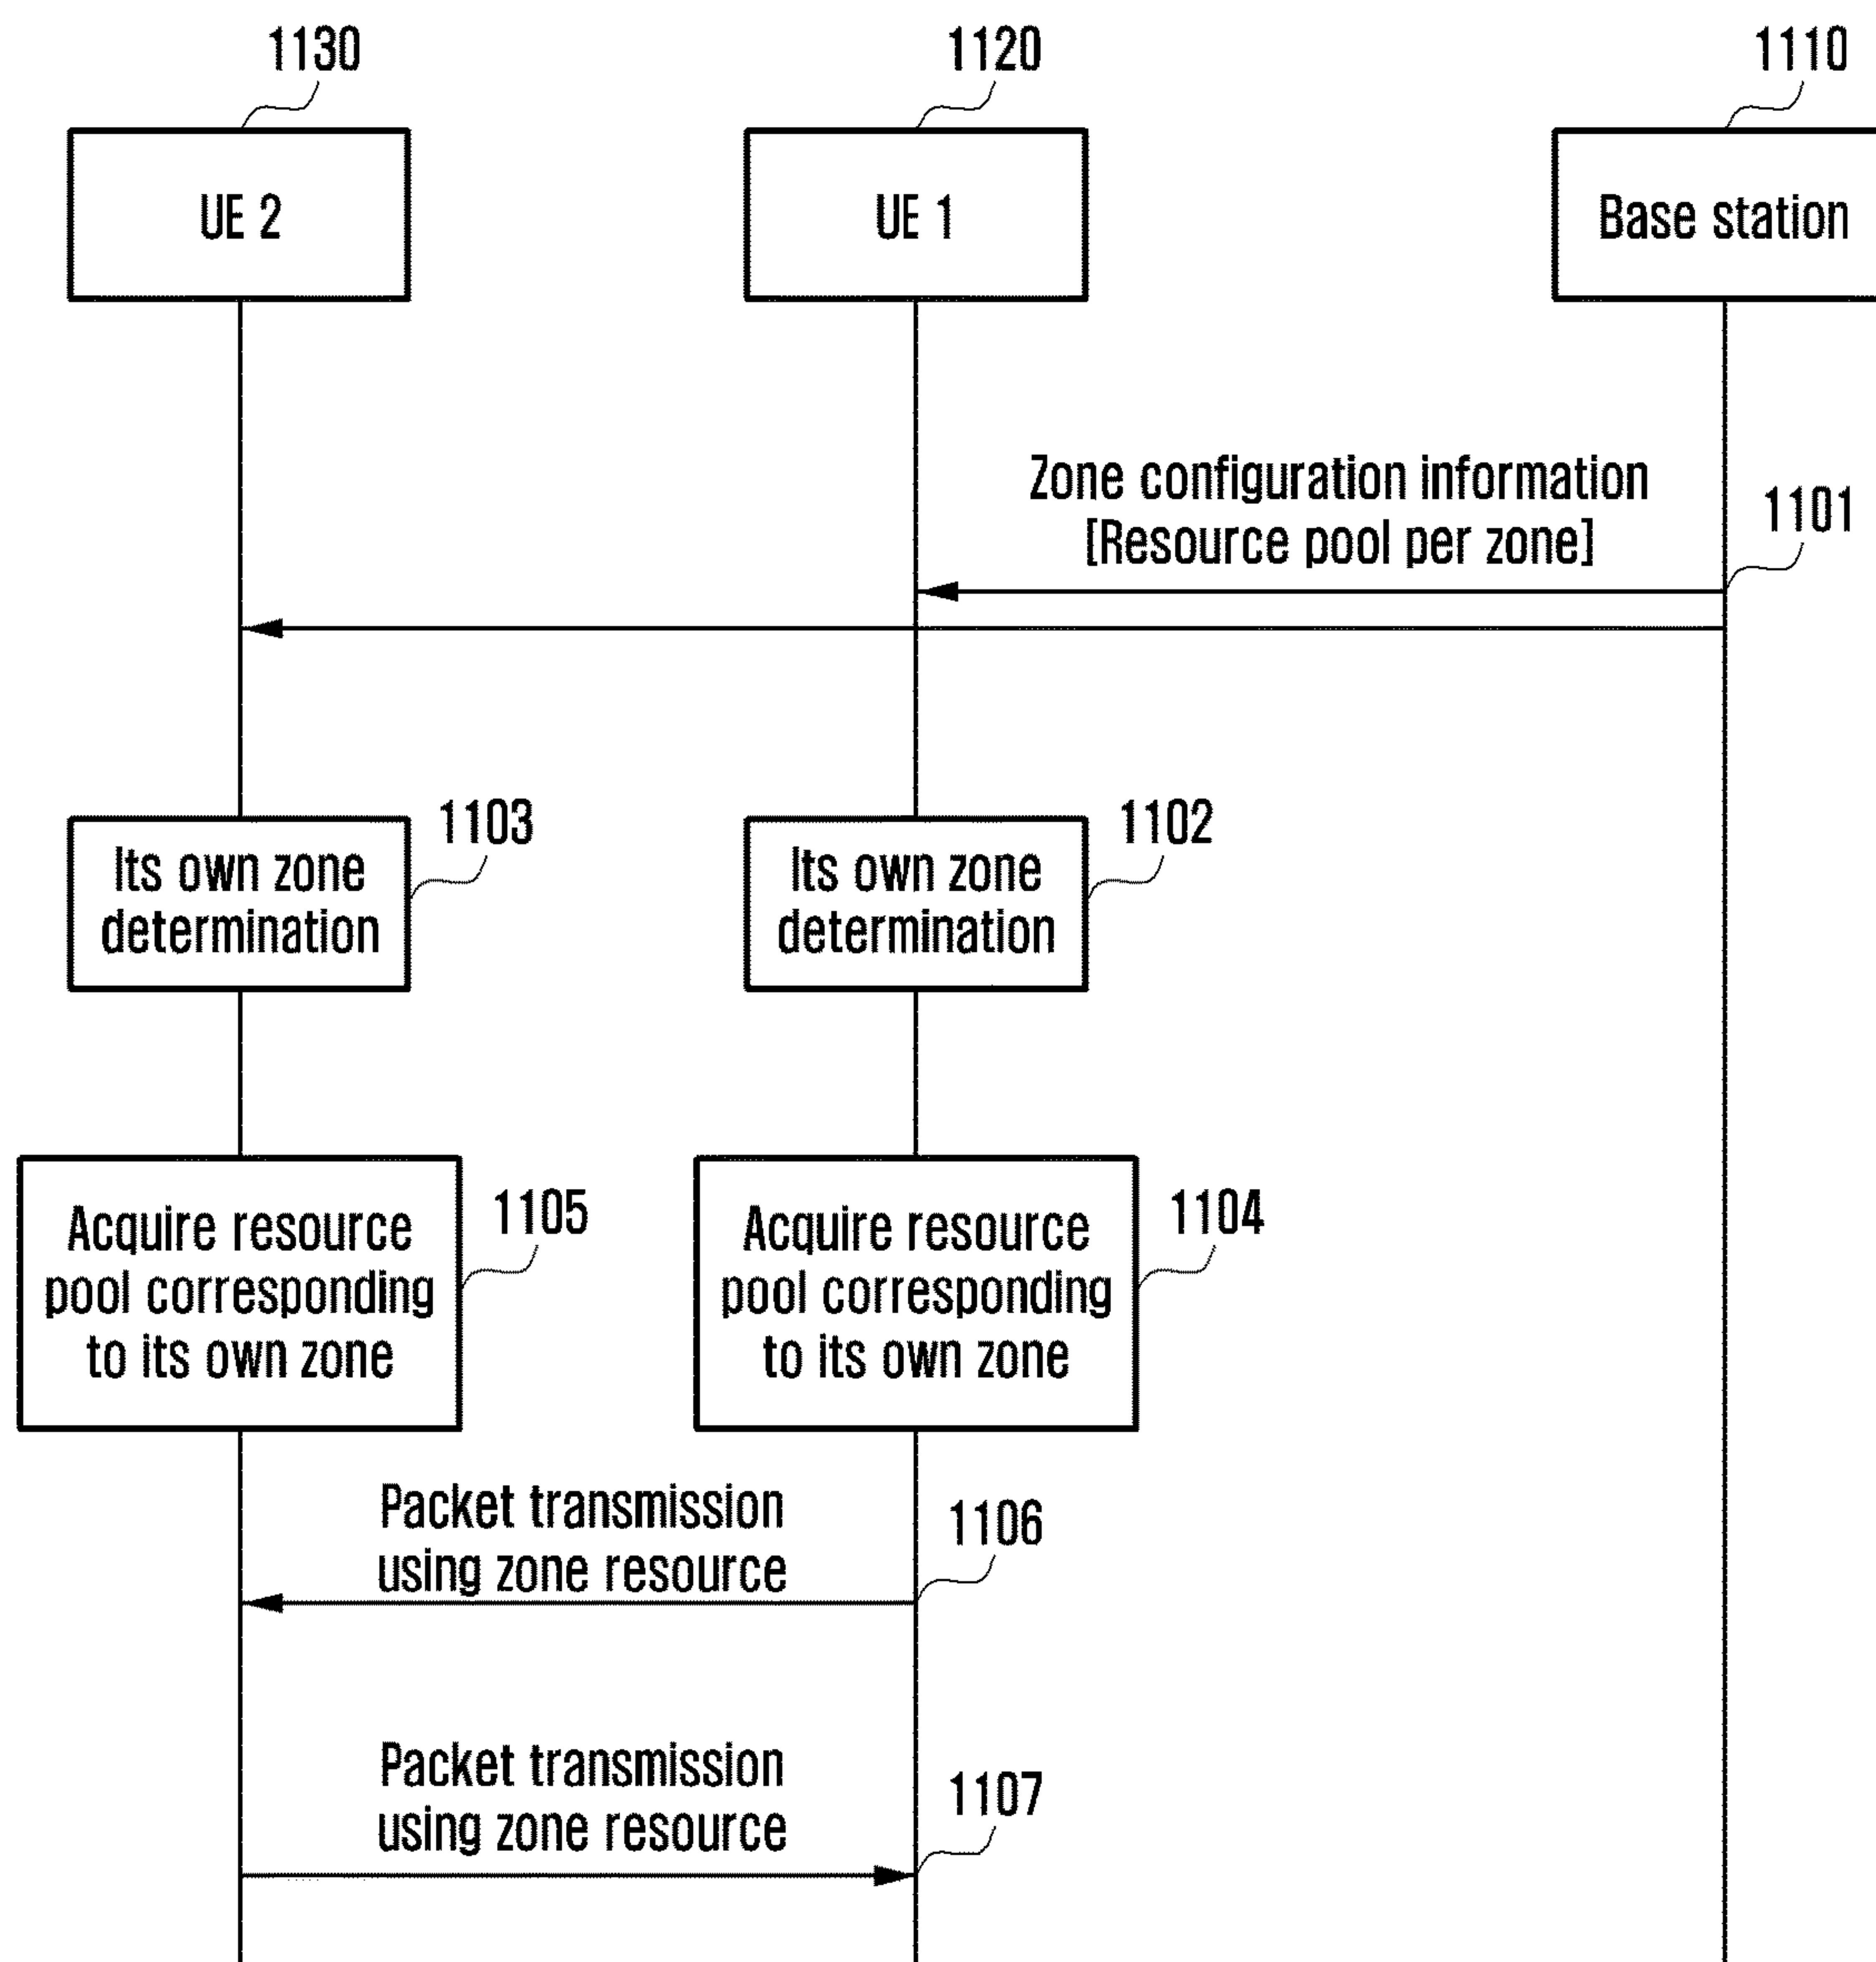 1130
1120
1110
UE 2
UE 1
Base station
Zone configuration information
[Resource pool per zone]
1101
1103
1102
Its own zone
determination
Its own zone
determination
1105
1104
Acquire resource
pool corresponding
to its own zone
Acquire resource
pool corresponding
to its own zone
Packet transmission
using zone resource
1106
Packet transmission
using zone resource
1107